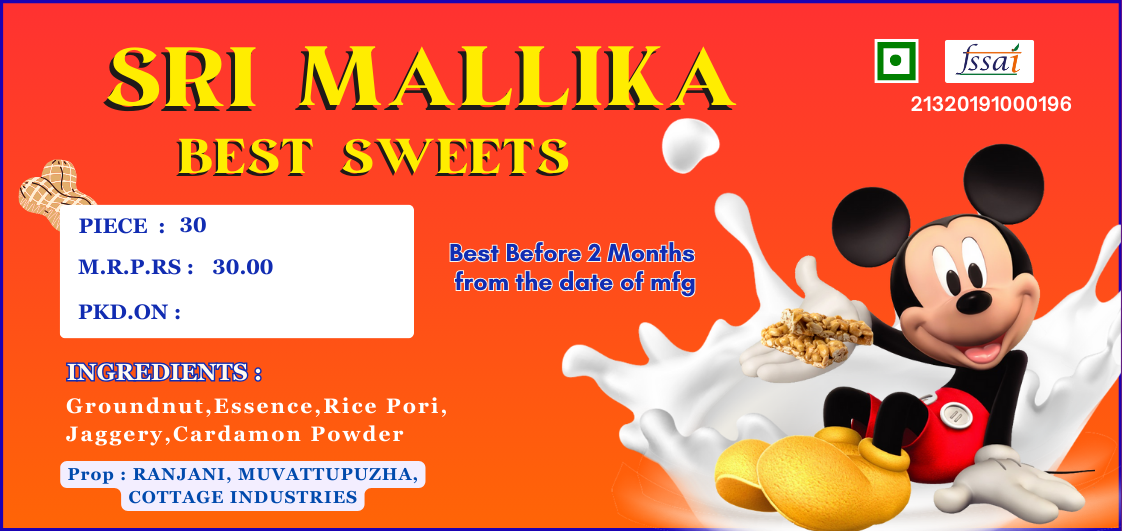 SRI MALLIKA
BEST SWEETS
fssai
21320191000196
PIECE : 30
M.R.P.RS : 30.00
PKD.ON :
Best Before 2 Months
from the date of mfg
INGREDIENTS :
Groundnut,Essence,Rice Pori,
Jaggery,Cardamon Powder
Prop : RANJANI, MUVATTUPUZHA,
COTTAGE INDUSTRIES